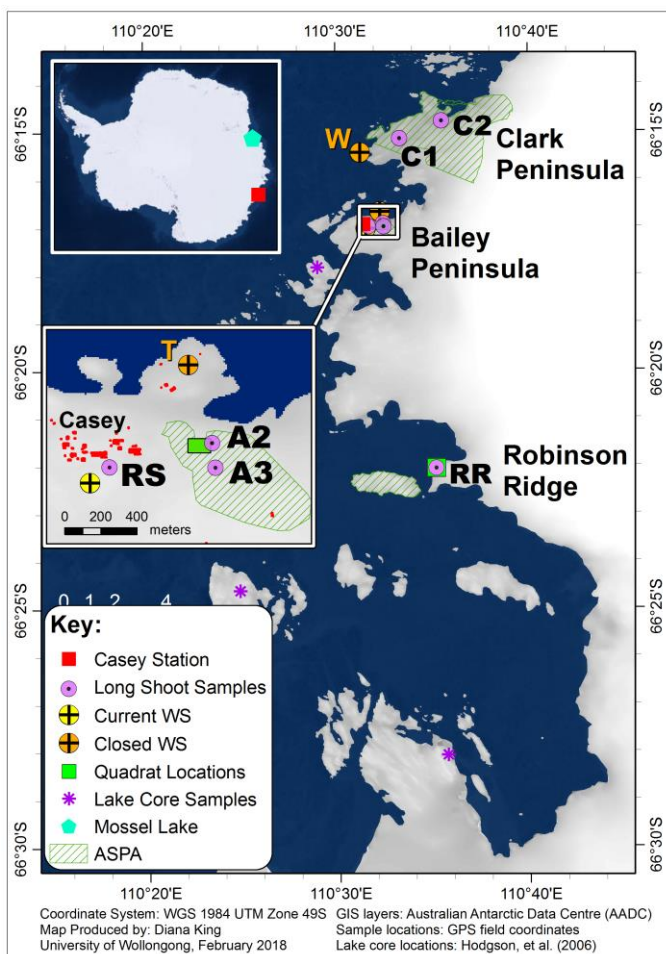 110°20'E 110°30'E 110°40'E
66°15'S
66°15'S
W
C1
C2
Clark
Peninsula
Bailey
Peninsula
66°20'S
66°20'S
T
Casey
RS
A2
A3
0 200 400
meters
RR
Robinson
Ridge
66°25'S
66°25'S
0 1 2 4
Key:
Casey Station
Long Shoot Samples
Current WS
Closed WS
Quadrat Locations
Lake Core Samples
Mossel Lake
ASPA
66°30'S
66°30'S
110°20'E 110°30'E 110°40'E
Coordinate System: WGS 1984 UTM Zone 49S
Map Produced by: Diana King
University of Wollongong, February 2018
GIS layers: Australian Antarctic Data Centre (AADC)
Sample locations: GPS field coordinates
Lake core locations: Hodgson, et al. (2006)